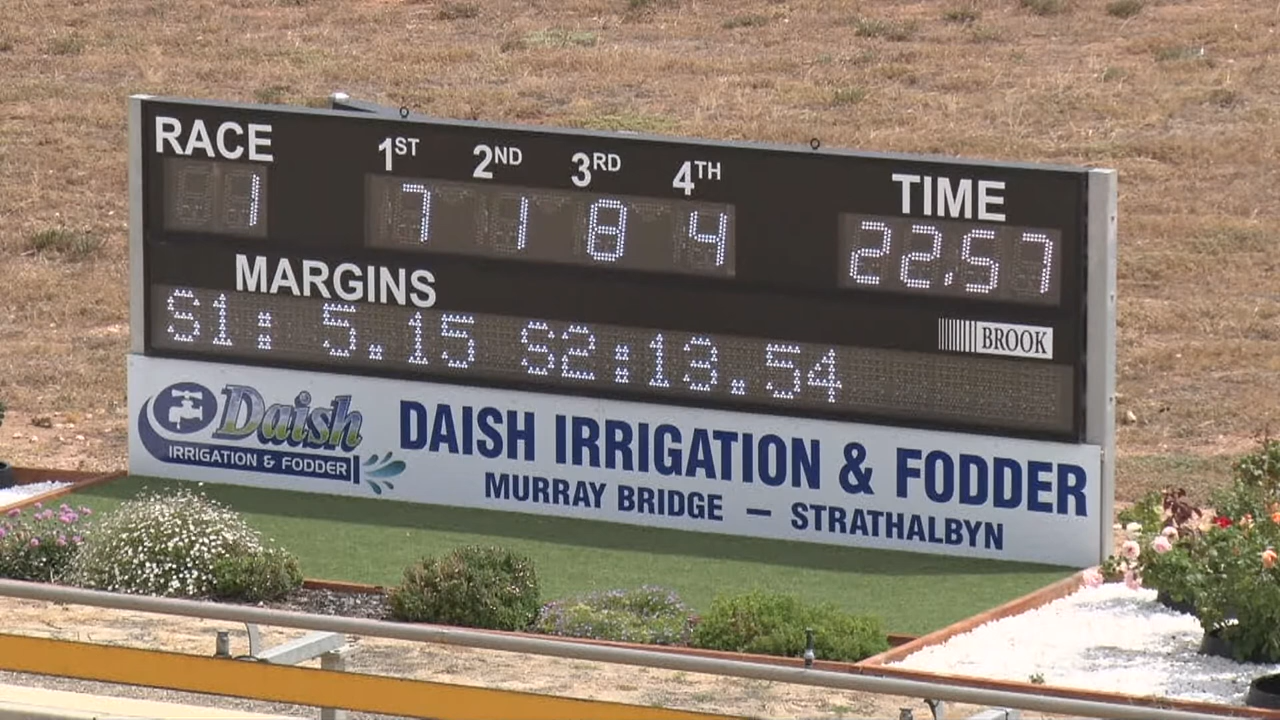 RACE 1ST 2ND 3RD 4TH TIME
1 7 1 8 4 22.57
MARGINS
S1: 5.15 S2:13.54
BROOK
Daish
IRRIGATION & FODDER
DAISH IRRIGATION & FODDER
MURRAY BRIDGE — STRATHALBYN